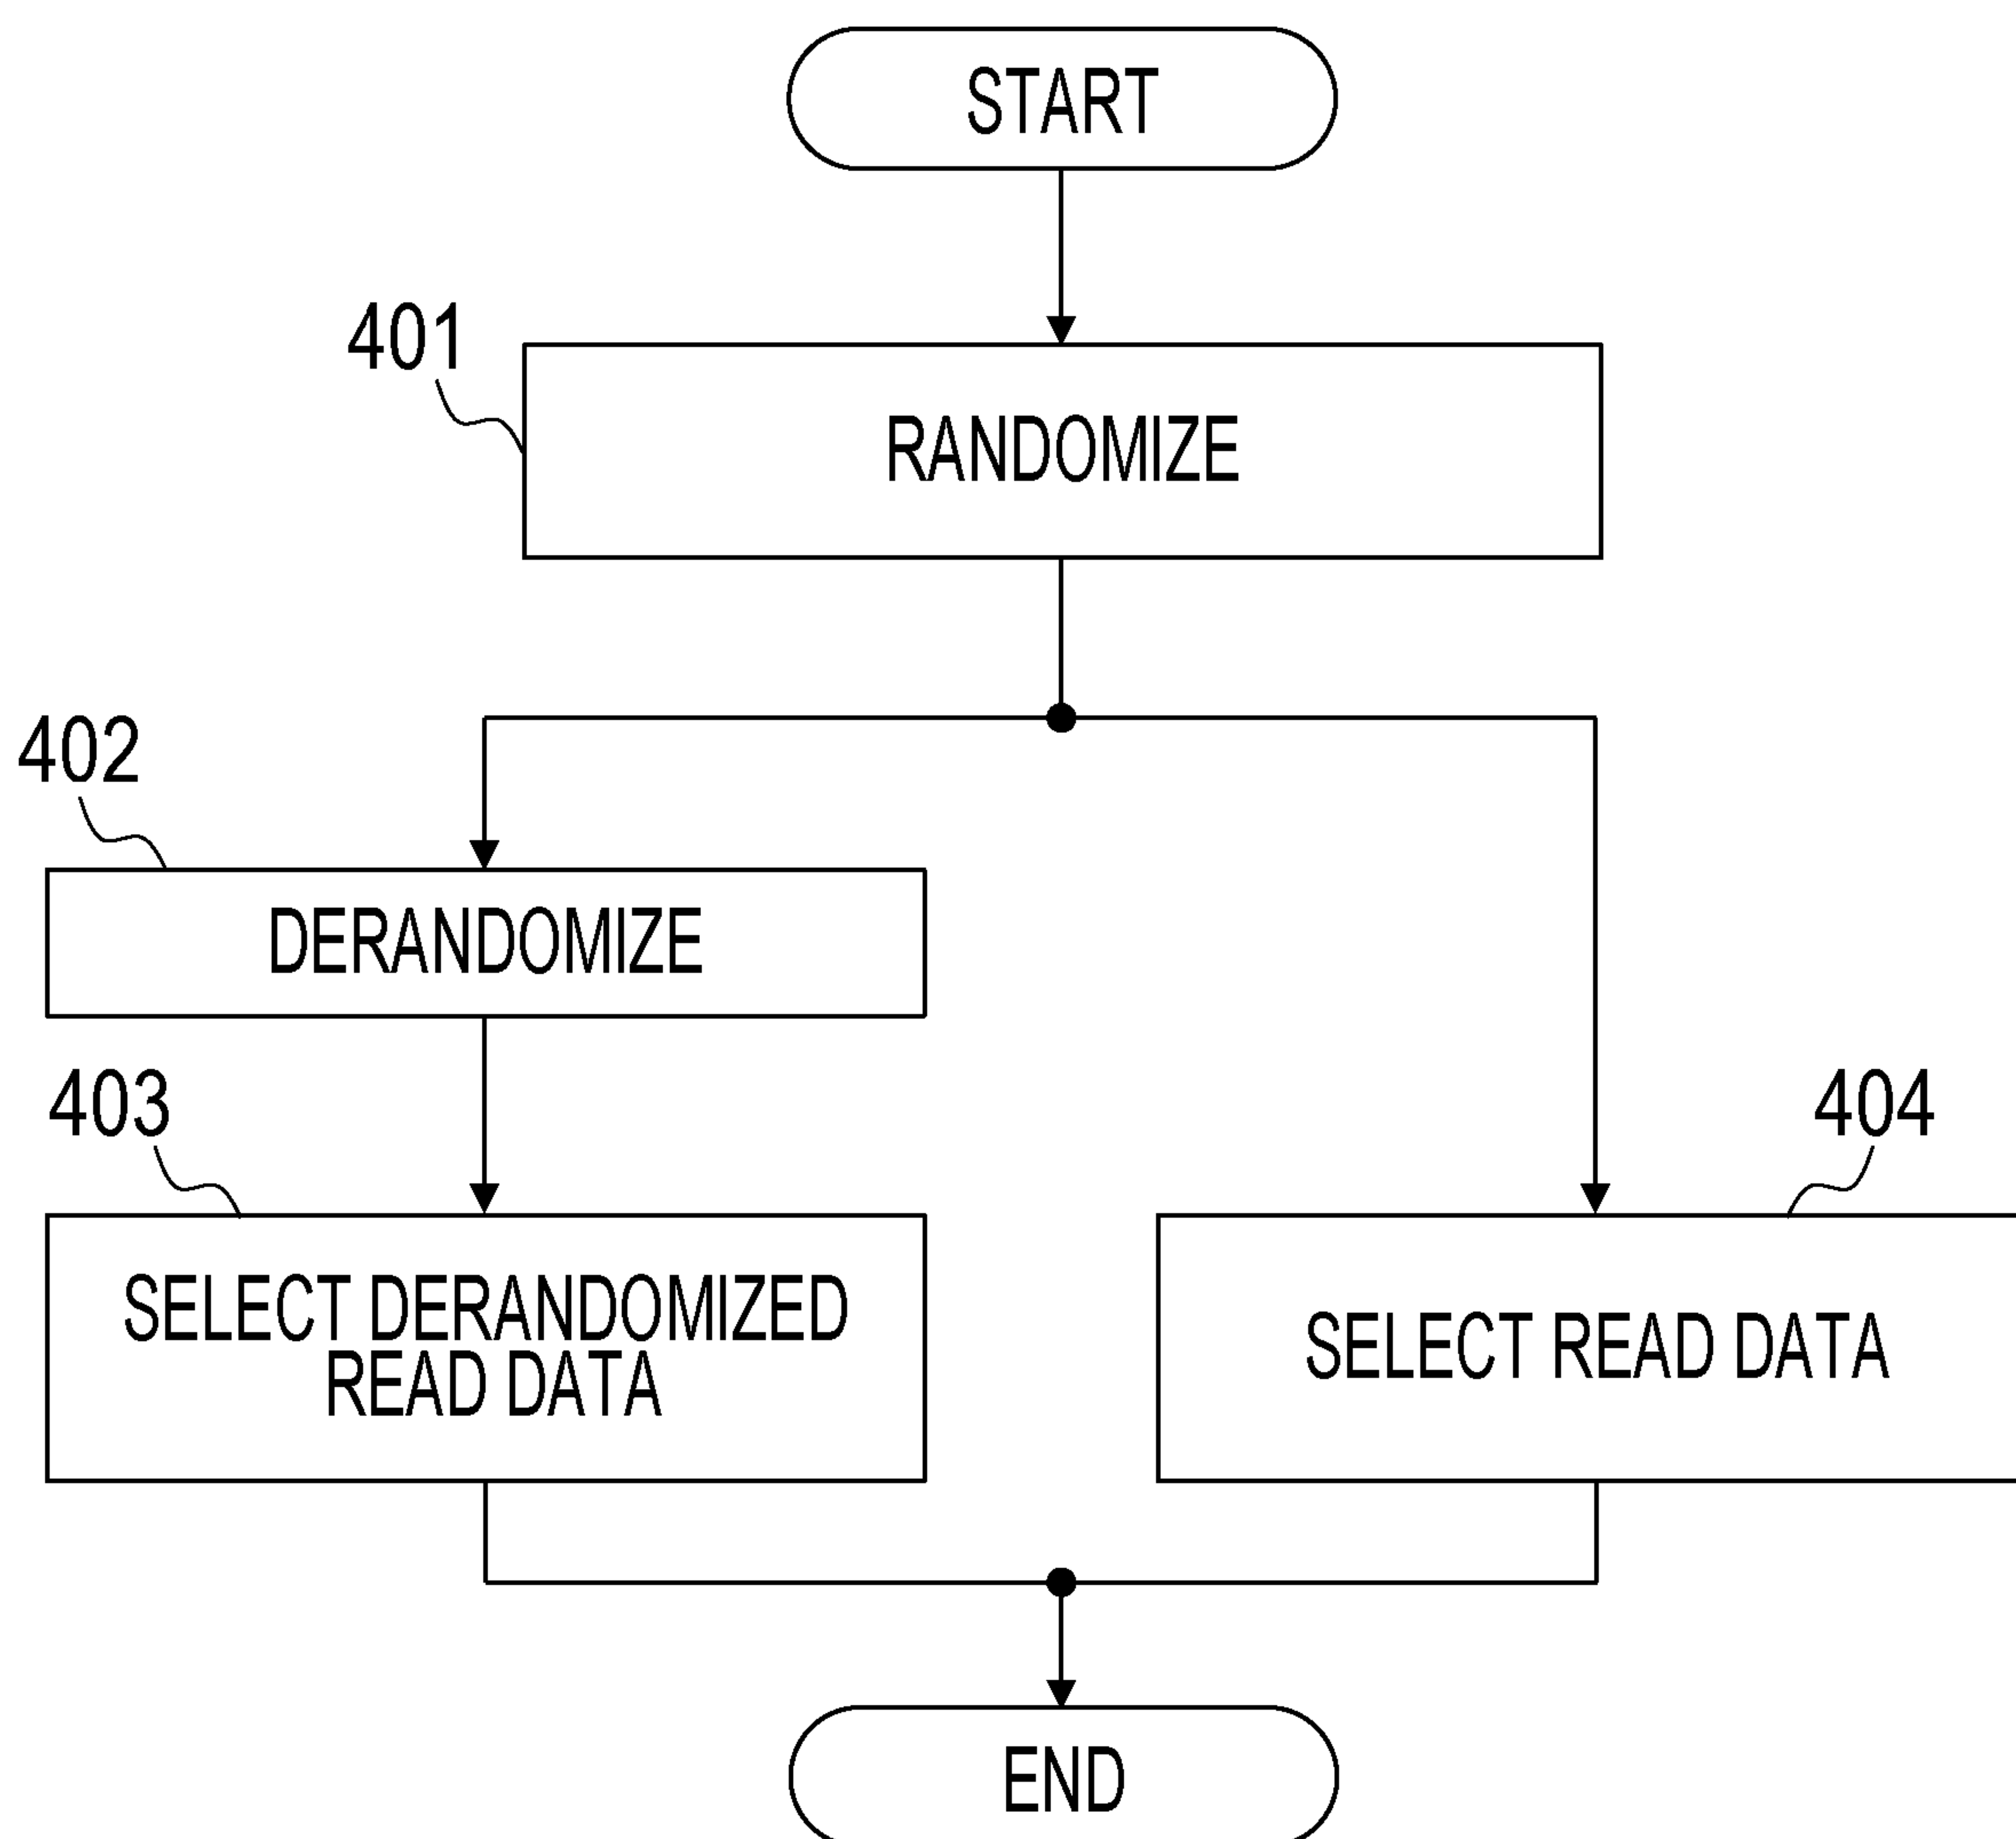 START
401
RANDOMIZE
402
DERANDOMIZE
403
404
SELECT DERANDOMIZED
READ DATA
SELECT READ DATA
END